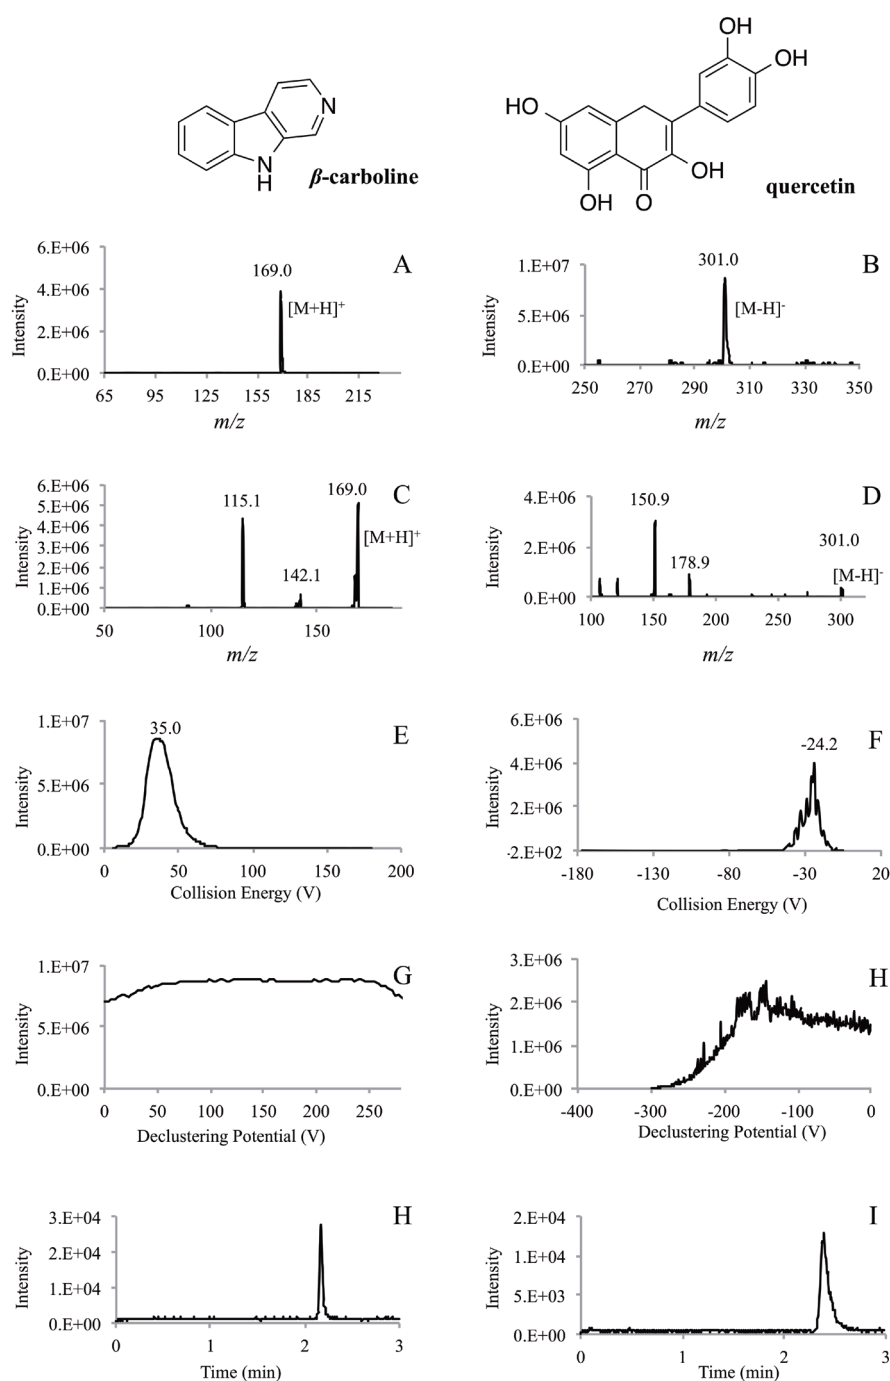 OH
OH
HO
N
N
H
β-carboline
OH
OH
O
quercetin
6.E+06
4.E+06
2.E+06
0.E+00
Intensity
169.0
[M+H]+
A
65
95
125
155
185
215
m/z
1.E+07
5.E+06
0.E+00
Intensity
301.0
[M-H]-
B
250
270
290
310
330
350
m/z
6.E+06
5.E+06
4.E+06
3.E+06
2.E+06
1.E+06
0.E+00
Intensity
115.1
142.1
169.0
[M+H]+
C
50
100
150
m/z
4.E+06
2.E+06
0.E+00
Intensity
150.9
178.9
301.0
[M-H]-
D
100
150
200
250
300
m/z
1.E+07
5.E+06
0.E+00
Intensity
35.0
E
0
50
100
150
200
Collision Energy (V)
6.E+06
4.E+06
2.E+06
-2.E+02
Intensity
-24.2
F
-180
-130
-80
-30
20
Collision Energy (V)
1.E+07
5.E+06
0.E+00
Intensity
G
0
50
100
150
200
250
Declustering Potential (V)
3.E+06
2.E+06
1.E+06
0.E+00
Intensity
H
-400
-300
-200
-100
0
Declustering Potential (V)
3.E+04
2.E+04
1.E+04
0.E+00
Intensity
H
0
1
2
3
Time (min)
2.E+04
1.E+04
5.E+03
0.E+00
Intensity
I
0
1
2
3
Time (min)